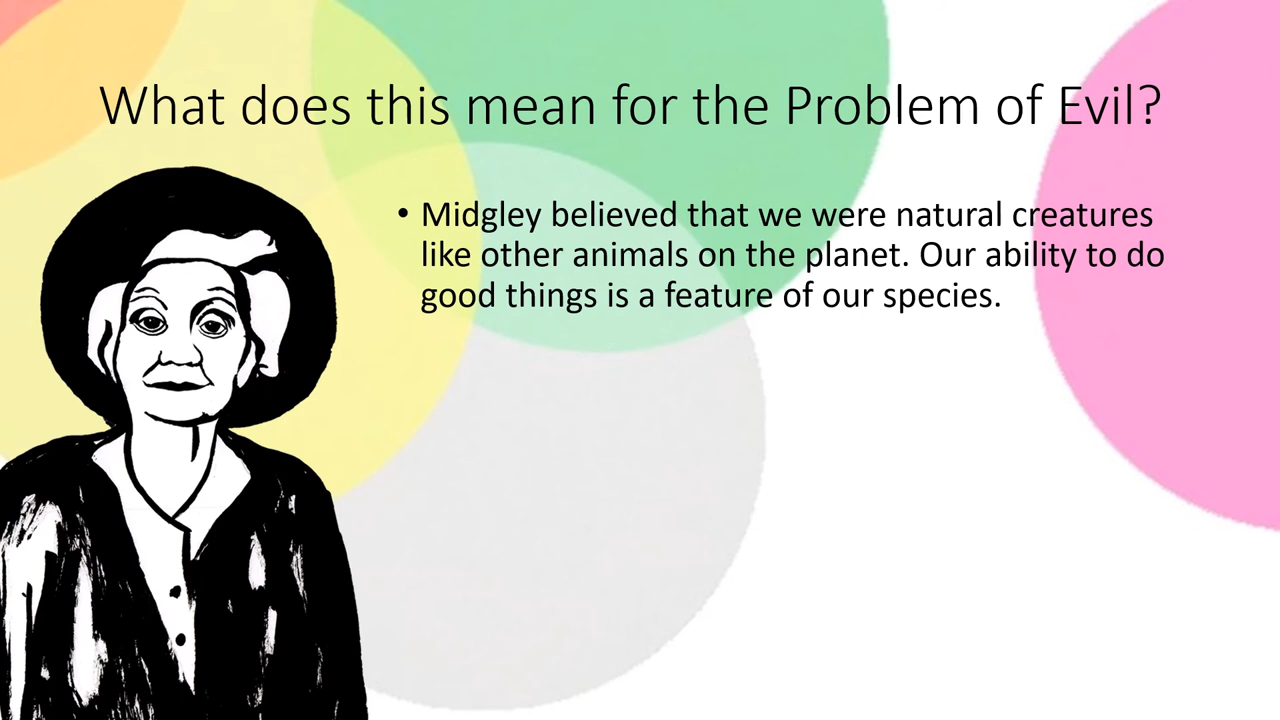 What does this mean for the Problem of Evil?
• Midgley believed that we were natural creatures
like other animals on the planet. Our ability to do
good things is a feature of our species.